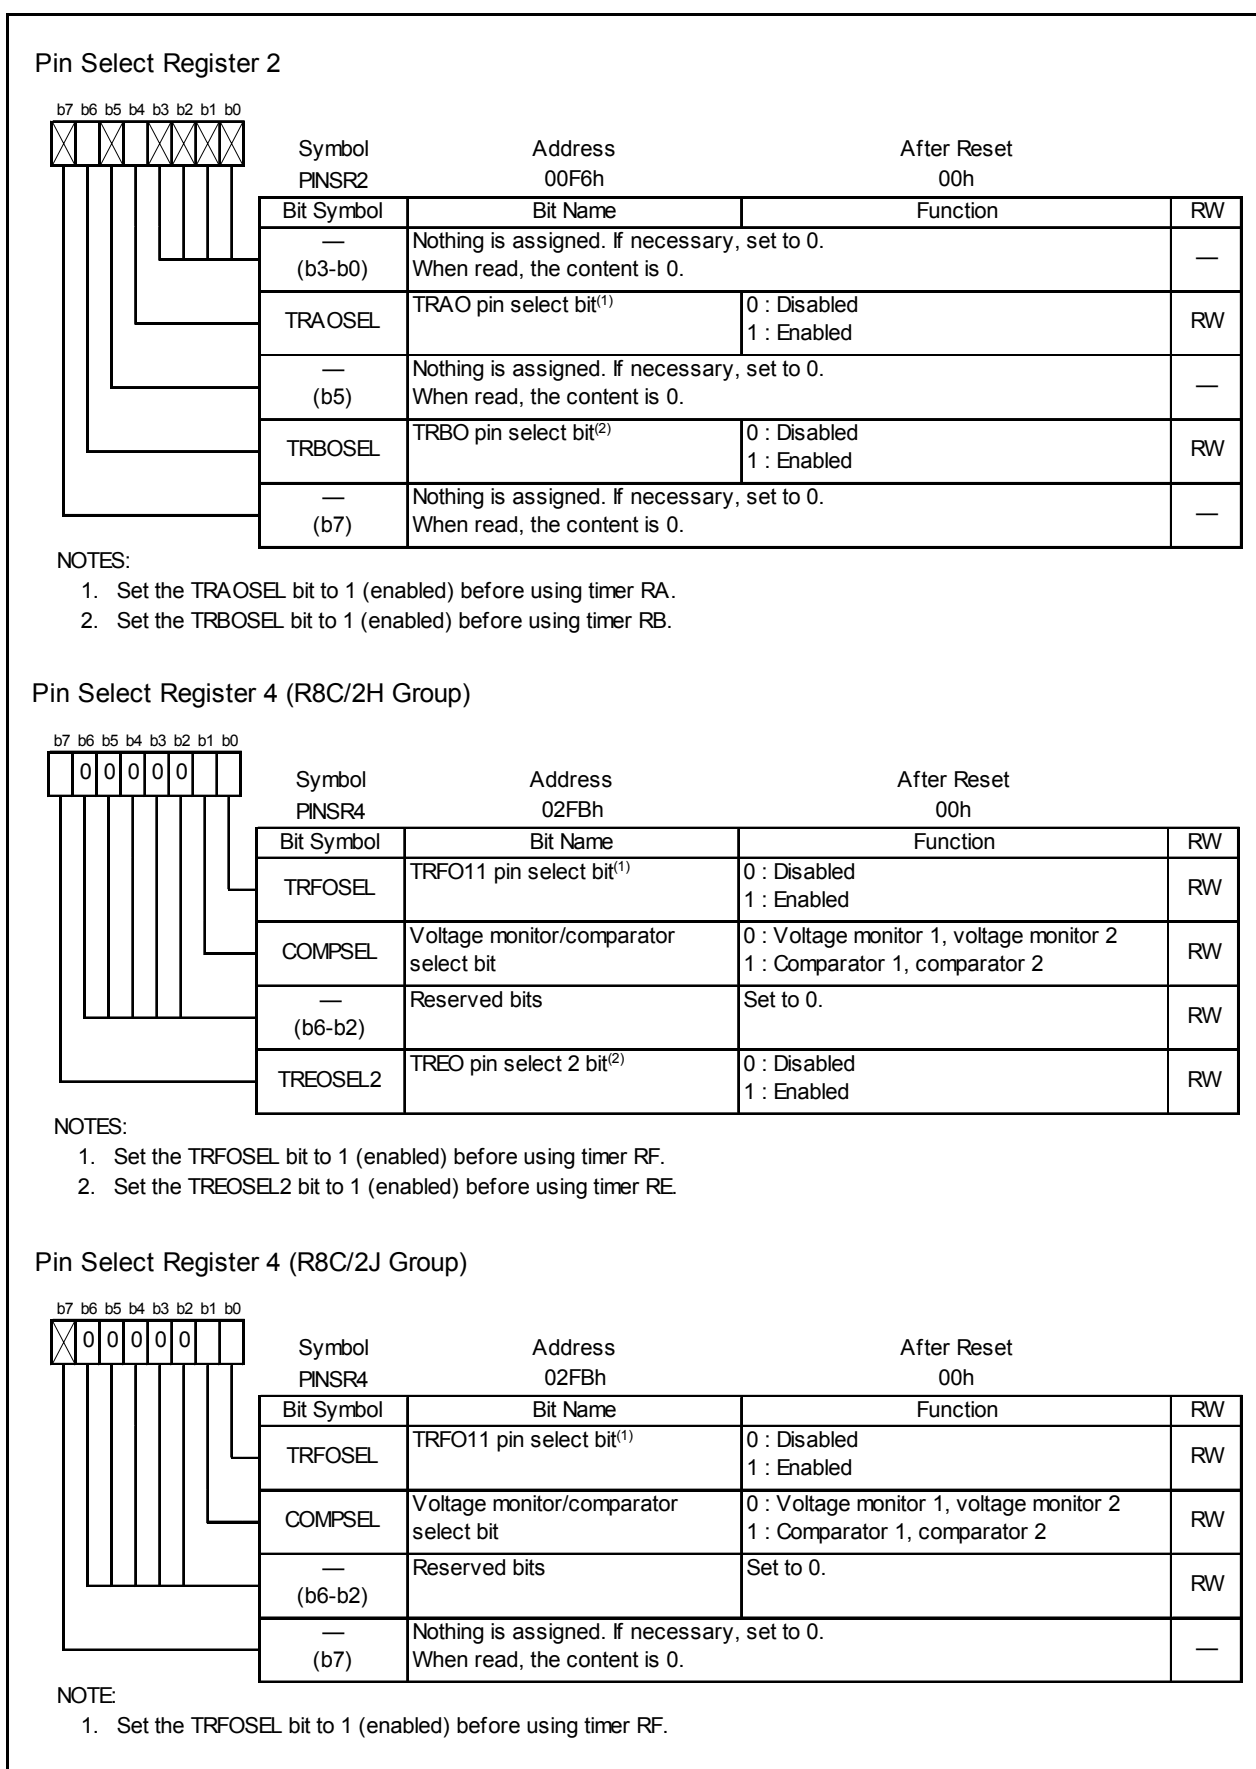 Pin Select Register 2
b7 b6 b5 b4 b3 b2 b1 b0
Symbol Address After Reset
PINSR2 00F6h 00h
Bit Symbol Bit Name Function RW
— Nothing is assigned. If necessary, set to 0.
(b3-b0) When read, the content is 0. —
TRAOSEL TRAO pin select bit(1) 0 : Disabled RW
1 : Enabled
— Nothing is assigned. If necessary, set to 0.
(b5) When read, the content is 0. —
TRBOSEL TRBO pin select bit(2) 0 : Disabled RW
1 : Enabled
— Nothing is assigned. If necessary, set to 0.
(b7) When read, the content is 0. —
NOTES:
1. Set the TRAOSEL bit to 1 (enabled) before using timer RA.
2. Set the TRBOSEL bit to 1 (enabled) before using timer RB.
Pin Select Register 4 (R8C/2H Group)
b7 b6 b5 b4 b3 b2 b1 b0
0 0 0 0 0
Symbol Address After Reset
PINSR4 02FBh 00h
Bit Symbol Bit Name Function RW
TRFOSEL TRFO11 pin select bit(1) 0 : Disabled RW
1 : Enabled
COMPSEL Voltage monitor/comparator 0 : Voltage monitor 1, voltage monitor 2 RW
select bit 1 : Comparator 1, comparator 2
— Reserved bits Set to 0. RW
(b6-b2)
TREOSEL2 TREO pin select 2 bit(2) 0 : Disabled RW
1 : Enabled
NOTES:
1. Set the TRFOSEL bit to 1 (enabled) before using timer RF.
2. Set the TREOSEL2 bit to 1 (enabled) before using timer RE.
Pin Select Register 4 (R8C/2J Group)
b7 b6 b5 b4 b3 b2 b1 b0
0 0 0 0 0
Symbol Address After Reset
PINSR4 02FBh 00h
Bit Symbol Bit Name Function RW
TRFOSEL TRFO11 pin select bit(1) 0 : Disabled RW
1 : Enabled
COMPSEL Voltage monitor/comparator 0 : Voltage monitor 1, voltage monitor 2 RW
select bit 1 : Comparator 1, comparator 2
— Reserved bits Set to 0. RW
(b6-b2)
— Nothing is assigned. If necessary, set to 0.
(b7) When read, the content is 0. —
NOTE:
1. Set the TRFOSEL bit to 1 (enabled) before using timer RF.